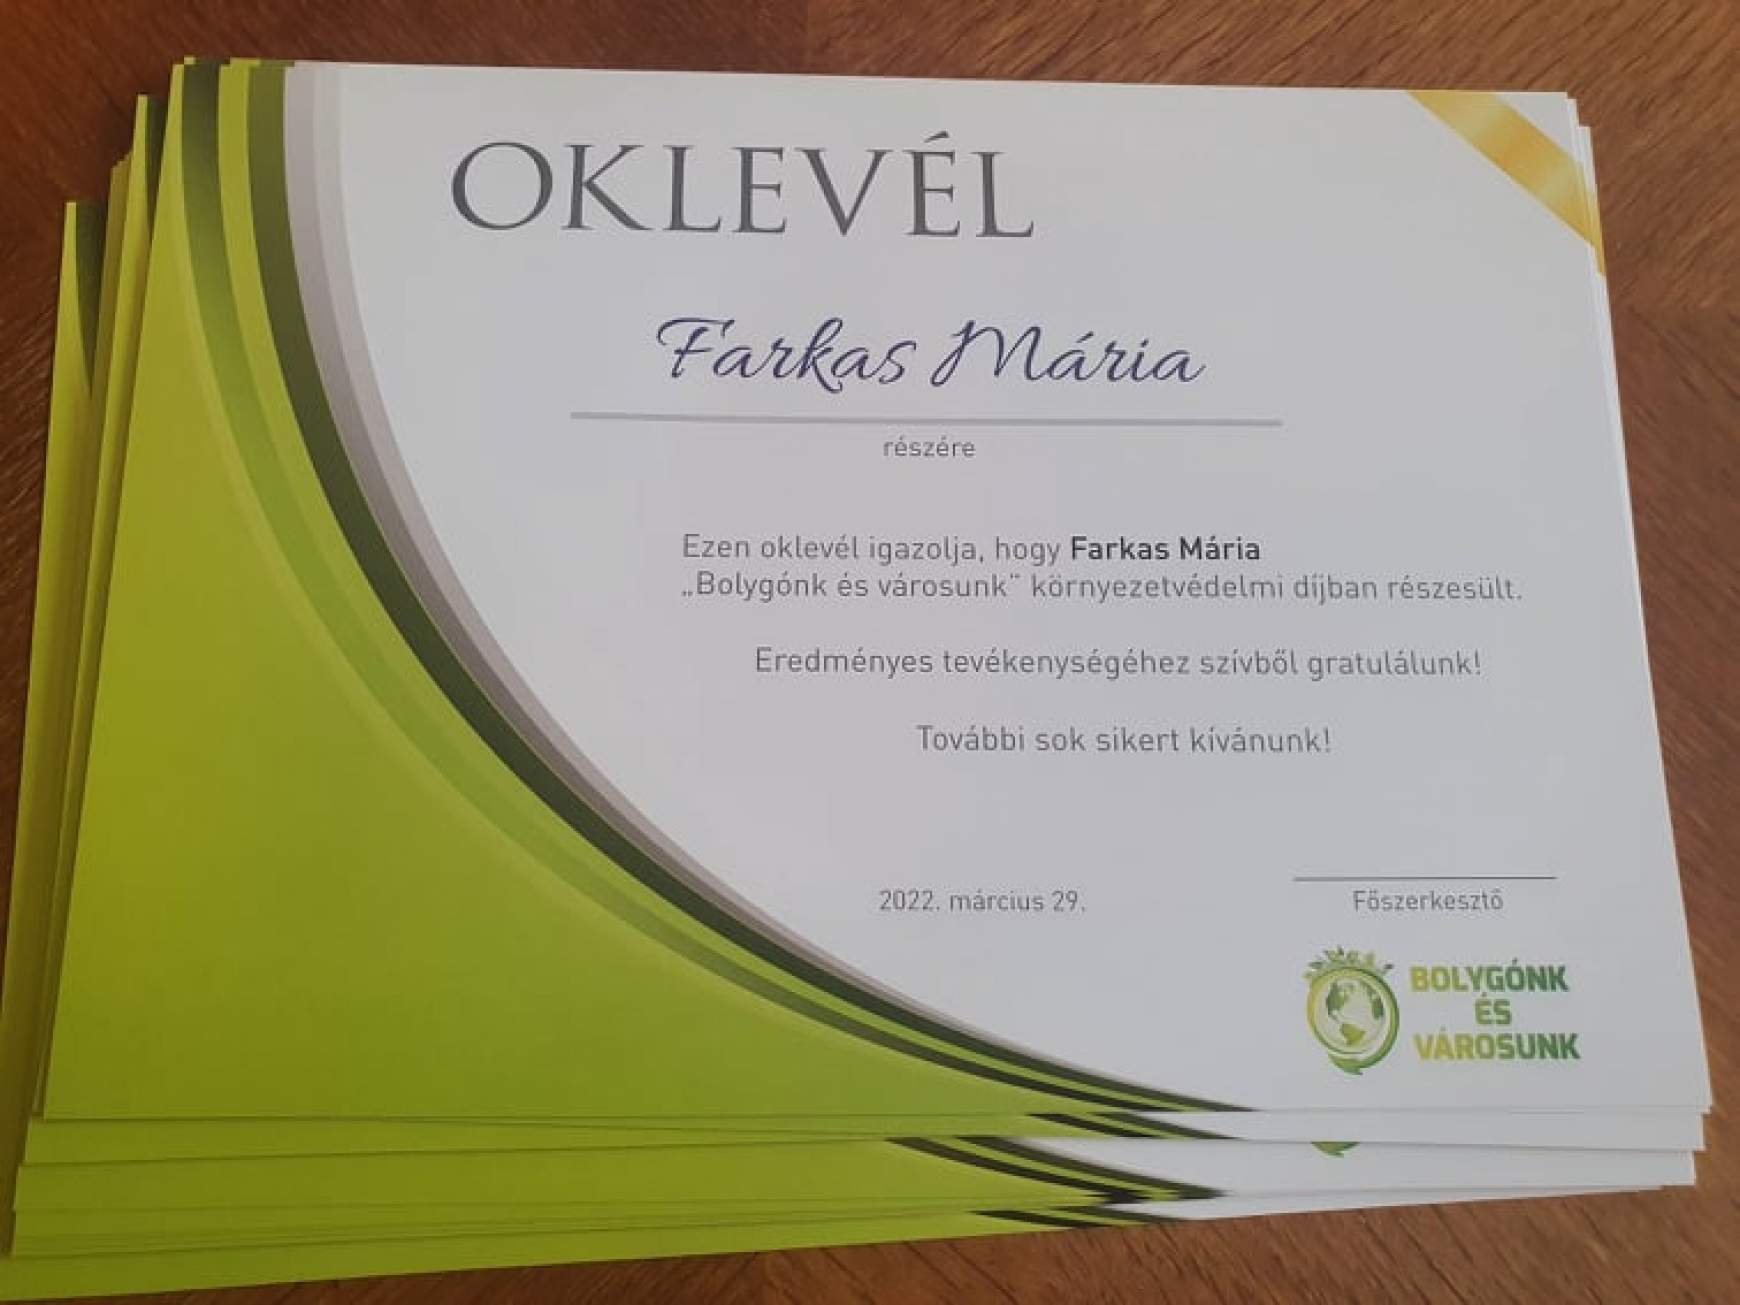 OKLEVÉL
Farkas Mária
részére
Ezen oklevél igazolja, hogy Farkas Mária
„Bolygónk és városunk” környezetvédelmi díjban részesült.
Eredményes tevékenységéhez szívből gratulálunk!
További sok sikert kívánunk!
2022. március 29.
Főszerkesztő
BOLYGÓNK
ÉS
VÁROSUNK